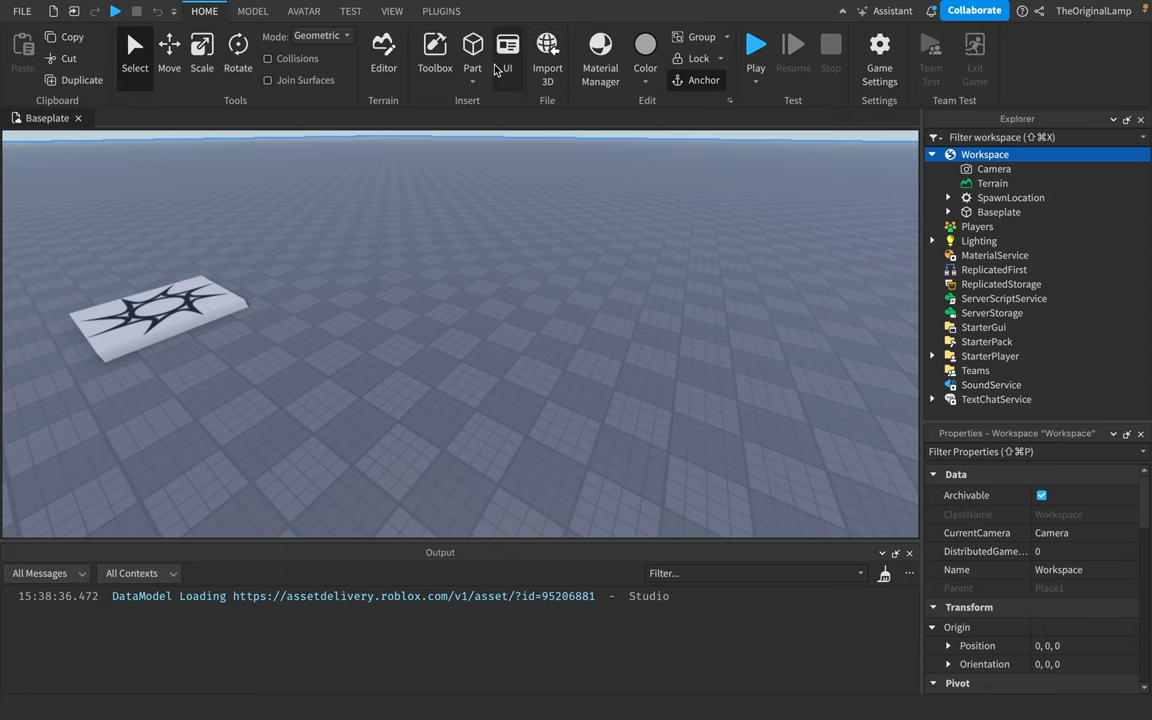 FILE HOME MODEL AVATAR TEST VIEW PLUGINS Assistant Collaborate TheOriginalLamp
Paste Copy Cut Duplicate Clipboard
Select Move Scale Rotate Mode: Geometric Collisions Join Surfaces Tools
Editor Terrain
Toolbox Part UI Insert
Import 3D File
Material Manager Color Group Lock Anchor Edit
Play Resume Stop Test
Game Settings Settings
Team Test Exit Game Team Test
Baseplate
Explorer
Filter workspace (⇧⌘X)
Workspace
Camera
Terrain
SpawnLocation
Baseplate
Players
Lighting
MaterialService
ReplicatedFirst
ReplicatedStorage
ServerScriptService
ServerStorage
StarterGui
StarterPack
StarterPlayer
Teams
SoundService
TextChatService
Properties - Workspace "Workspace"
Filter Properties (⇧⌘P)
Data
Archivable
ClassName Workspace
CurrentCamera Camera
DistributedGame... 0
Name Workspace
Parent Place1
Transform
Origin
Position 0, 0, 0
Orientation 0, 0, 0
Pivot
Output
All Messages All Contexts Filter...
15:38:36.472 DataModel Loading https://assetdelivery.roblox.com/v1/asset/?id=95206881 - Studio